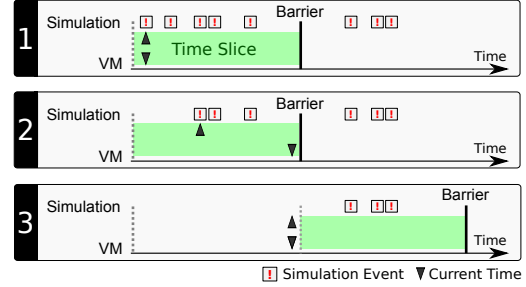 1
Simulation
! ! ! ! !
Barrier
! ! !
Time Slice
VM
Time
2
Simulation
! ! !
Barrier
! ! !
VM
Time
3
Simulation
! ! !
Barrier
VM
Time
! Simulation Event
Current Time